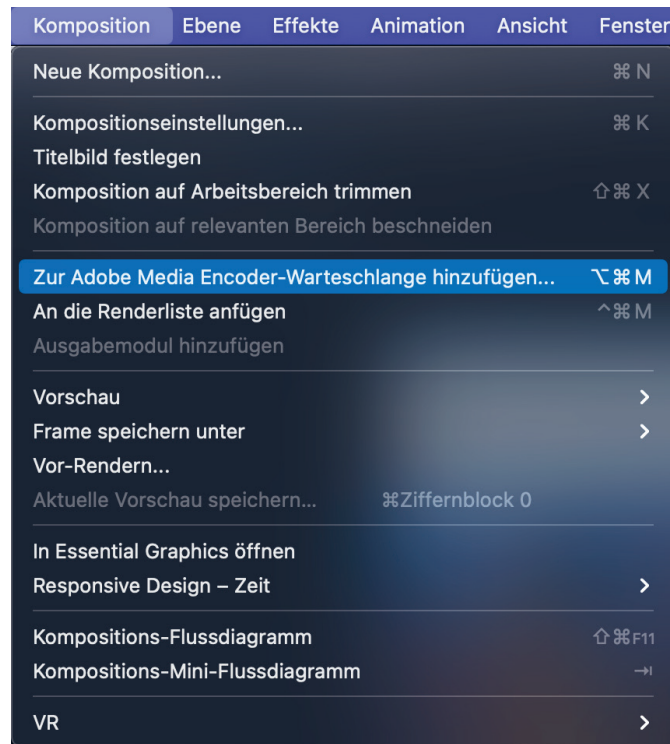 Komposition Ebene Effekte Animation Ansicht Fenster
Neue Komposition... ⌘ N
Kompositionseinstellungen... ⌘ K
Titelbild festlegen
Komposition auf Arbeitsbereich trimmen ⇧ ⌘ X
Komposition auf relevanten Bereich beschneiden
Zur Adobe Media Encoder-Warteschlange hinzufügen... ⌥ ⌘ M
An die Renderliste anfügen ^ ⌘ M
Ausgabemodul hinzufügen
Vorschau
Frame speichern unter
Vor-Rendern...
Aktuelle Vorschau speichern... ⌘Ziffernblock 0
In Essential Graphics öffnen
Responsive Design – Zeit
Kompositions-Flussdiagramm ⇧ ⌘ F11
Kompositions-Mini-Flussdiagramm ⇥
VR